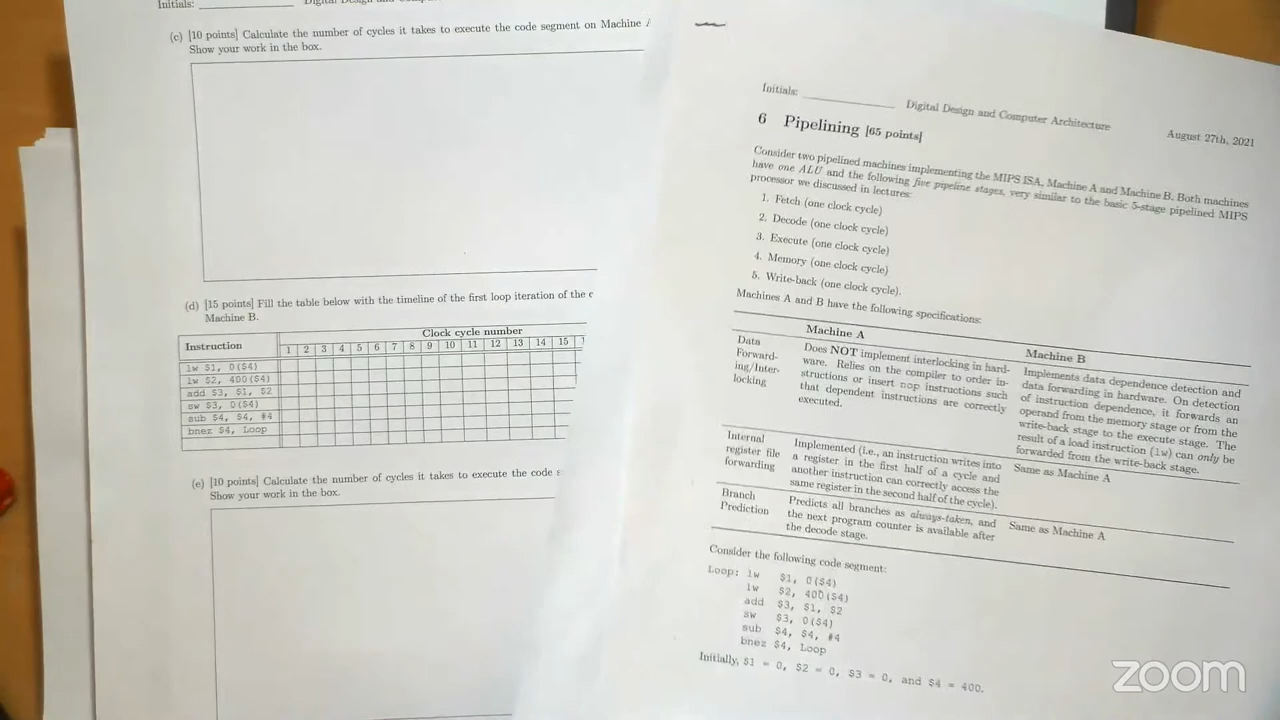 Initials:
(c) [10 points] Calculate the number of cycles it takes to execute the code segment on Machine
Show your work in the box.
(d) [15 points] Fill the table below with the timeline of the first loop iteration of the
Machine B.
Instruction
Clock cycle number
1 2 3 4 5 6 7 8 9 10 11 12 13 14 15
lw $1, 0($4)
lw $2, 400($4)
add $3, $1, $2
sw $3, 0($4)
sub $4, $4, #4
bnez $4, Loop
(e) [10 points] Calculate the number of cycles it takes to execute the code
Show your work in the box.
Initials: Digital Design and Computer Architecture August 27th, 2021
6 Pipelining [65 points]
Consider two pipelined machines implementing the MIPS ISA, Machine A and Machine B. Both machines
have one ALU and the following five pipeline stages, very similar to the basic 5-stage pipelined MIPS
processor we discussed in lectures:
1. Fetch (one clock cycle)
2. Decode (one clock cycle)
3. Execute (one clock cycle)
4. Memory (one clock cycle)
5. Write-back (one clock cycle).
Machines A and B have the following specifications:
Machine A Machine B
Data
Forward-
ing/Inter-
locking
Does NOT implement interlocking in hard-
ware. Relies on the compiler to order in-
structions or insert nop instructions such
that dependent instructions are correctly
executed.
Implements data dependence detection and
data forwarding in hardware. On detection
of instruction dependence, it forwards an
operand from the memory stage or from the
write-back stage to the execute stage. The
result of a load instruction (lw) can only be
forwarded from the write-back stage.
Internal
register file
forwarding
Implemented (i.e., an instruction writes into
a register in the first half of a cycle and
another instruction can correctly access the
same register in the second half of the cycle).
Same as Machine A
Branch
Prediction
Predicts all branches as always-taken, and
the next program counter is available after
the decode stage.
Same as Machine A
Consider the following code segment:
Loop: lw $1, 0($4)
lw $2, 400($4)
add $3, $1, $2
sw $3, 0($4)
sub $4, $4, #4
bnez $4, Loop
Initially, $1 = 0, $2 = 0, $3 = 0, and $4 = 400.
zoom